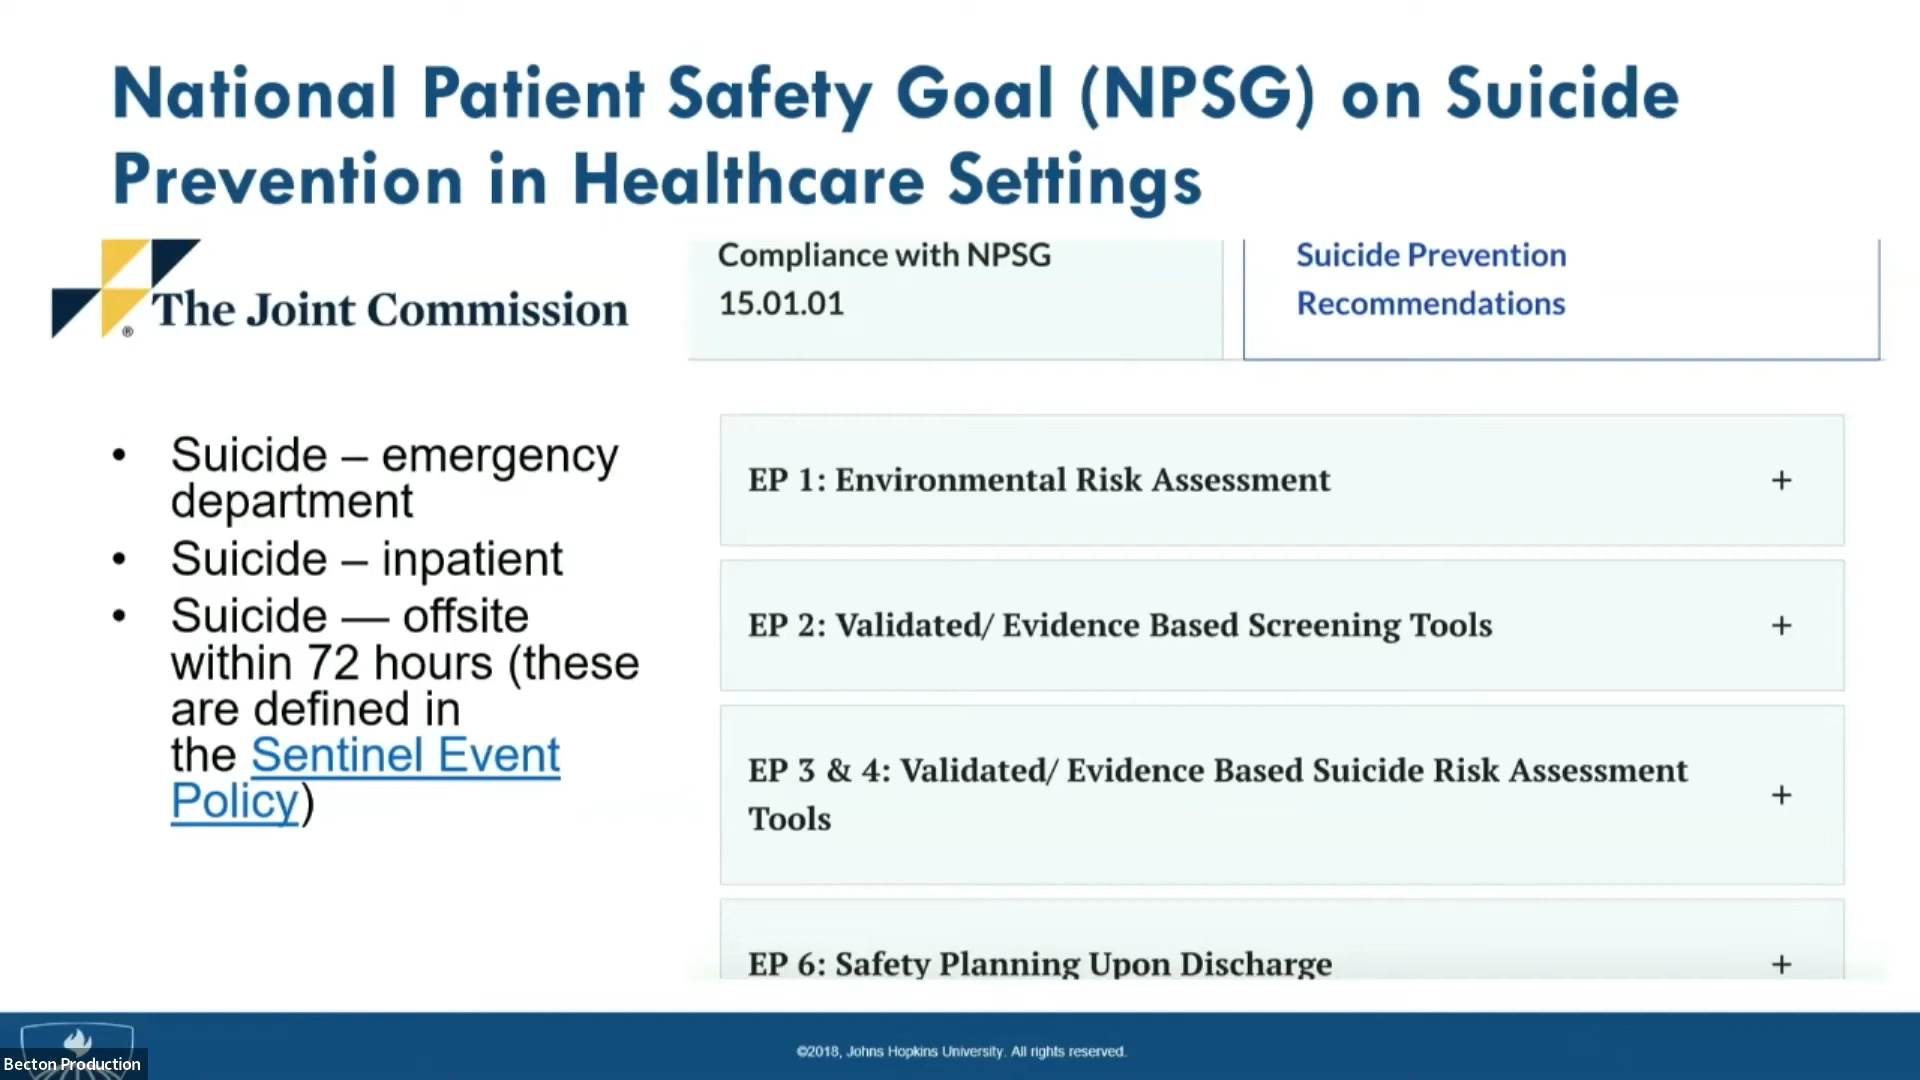 National Patient Safety Goal (NPSG) on Suicide
Prevention in Healthcare Settings
The Joint Commission
®
Compliance with NPSG
15.01.01
Suicide Prevention
Recommendations
• Suicide – emergency
department
• Suicide – inpatient
• Suicide — offsite
within 72 hours (these
are defined in
the Sentinel Event
Policy)
EP 1: Environmental Risk Assessment +
EP 2: Validated/ Evidence Based Screening Tools +
EP 3 & 4: Validated/ Evidence Based Suicide Risk Assessment
Tools +
EP 6: Safety Planning Upon Discharge +
©2018, Johns Hopkins University. All rights reserved.
Becton Production